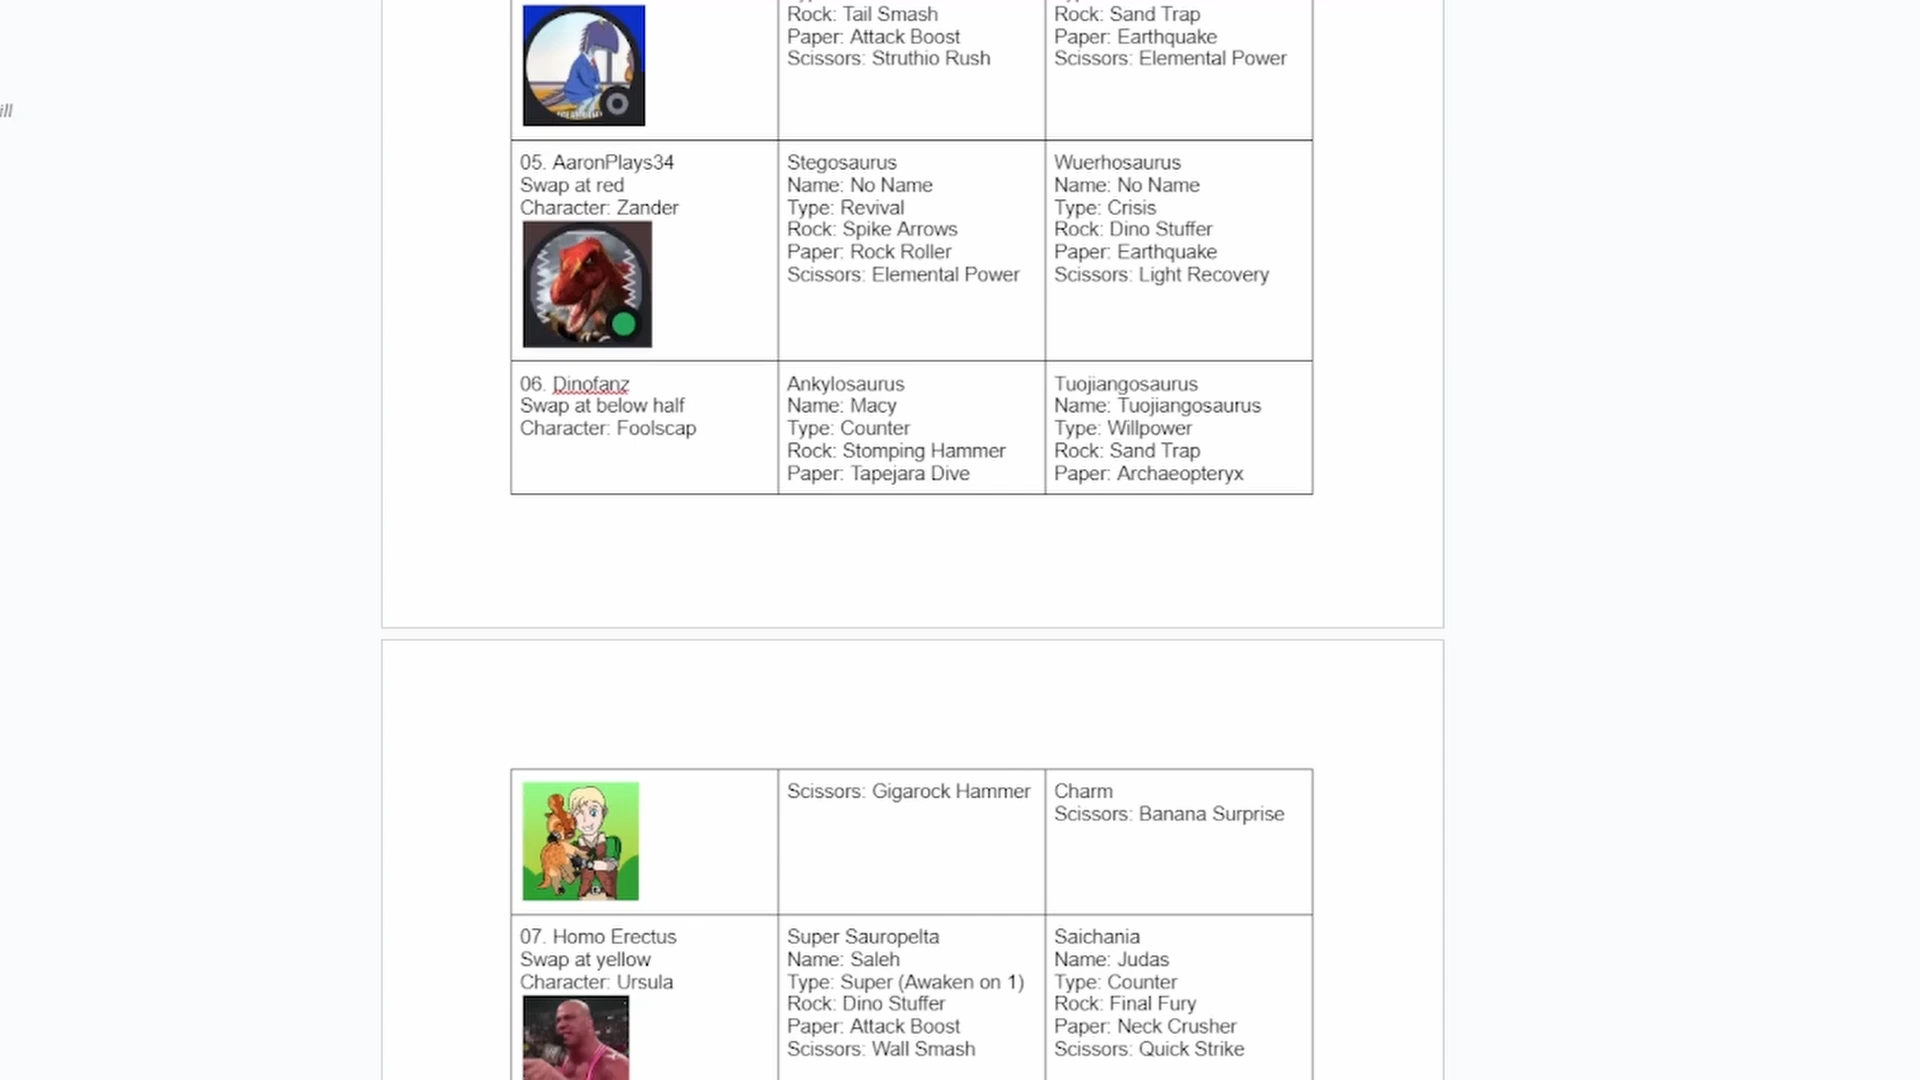 ill
Rock: Tail Smash
Paper: Attack Boost
Scissors: Struthio Rush
Rock: Sand Trap
Paper: Earthquake
Scissors: Elemental Power
05. AaronPlays34
Swap at red
Character: Zander
Stegosaurus
Name: No Name
Type: Revival
Rock: Spike Arrows
Paper: Rock Roller
Scissors: Elemental Power
Wuerhosaurus
Name: No Name
Type: Crisis
Rock: Dino Stuffer
Paper: Earthquake
Scissors: Light Recovery
06. Dinofanz
Swap at below half
Character: Foolscap
Ankylosaurus
Name: Macy
Type: Counter
Rock: Stomping Hammer
Paper: Tapejara Dive
Tuojiangosaurus
Name: Tuojiangosaurus
Type: Willpower
Rock: Sand Trap
Paper: Archaeopteryx
Scissors: Gigarock Hammer
Charm
Scissors: Banana Surprise
07. Homo Erectus
Swap at yellow
Character: Ursula
Super Sauropelta
Name: Saleh
Type: Super (Awaken on 1)
Rock: Dino Stuffer
Paper: Attack Boost
Scissors: Wall Smash
Saichania
Name: Judas
Type: Counter
Rock: Final Fury
Paper: Neck Crusher
Scissors: Quick Strike